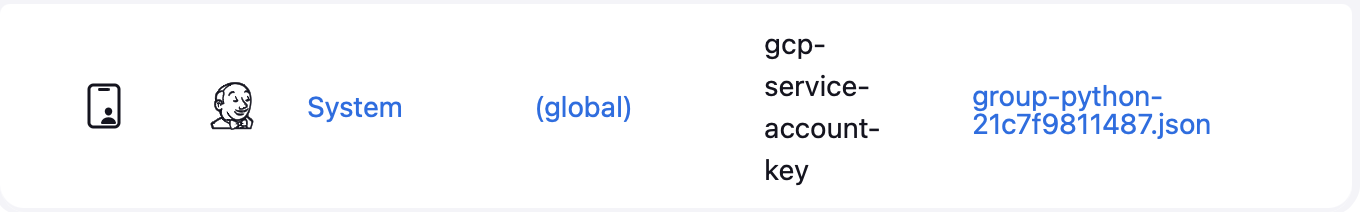 System
(global)
gcp-
service-
account-
key
group-python-
21c7f9811487.json